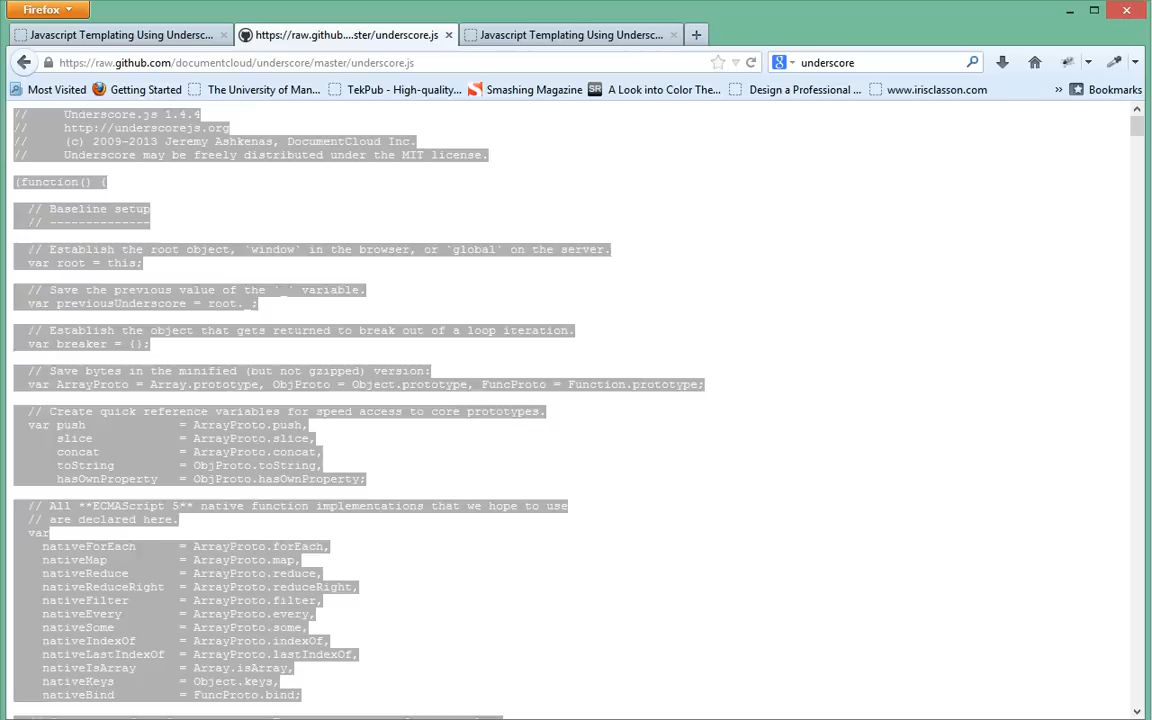 Firefox
Javascript Templating Using Undersc...
https://raw.github....ster/underscore.js
Javascript Templating Using Undersc...
https://raw.github.com/documentcloud/underscore/master/underscore.js
underscore
Most Visited
Getting Started
The University of Man...
TekPub - High-quality...
Smashing Magazine
SR
A Look into Color The...
Design a Professional ...
www.irisclasson.com
»
Bookmarks
//     Underscore.js 1.4.4
//     http://underscorejs.org
//     (c) 2009-2013 Jeremy Ashkenas, DocumentCloud Inc.
//     Underscore may be freely distributed under the MIT license.
(function() {
// Baseline setup
// --------------
// Establish the root object, `window` in the browser, or `global` on the server.
var root = this;
// Save the previous value of the `_` variable.
var previousUnderscore = root._;
// Establish the object that gets returned to break out of a loop iteration.
var breaker = {};
// Save bytes in the minified (but not gzipped) version:
var ArrayProto = Array.prototype, ObjProto = Object.prototype, FuncProto = Function.prototype;
// Create quick reference variables for speed access to core prototypes.
var push             = ArrayProto.push,
slice            = ArrayProto.slice,
concat           = ArrayProto.concat,
toString         = ObjProto.toString,
hasOwnProperty   = ObjProto.hasOwnProperty;
// All **ECMAScript 5** native function implementations that we hope to use
// are declared here.
var
nativeForEach      = ArrayProto.forEach,
nativeMap          = ArrayProto.map,
nativeReduce       = ArrayProto.reduce,
nativeReduceRight  = ArrayProto.reduceRight,
nativeFilter       = ArrayProto.filter,
nativeEvery        = ArrayProto.every,
nativeSome         = ArrayProto.some,
nativeIndexOf      = ArrayProto.indexOf,
nativeLastIndexOf  = ArrayProto.lastIndexOf,
nativeIsArray      = Array.isArray,
nativeKeys         = Object.keys,
nativeBind         = FuncProto.bind;